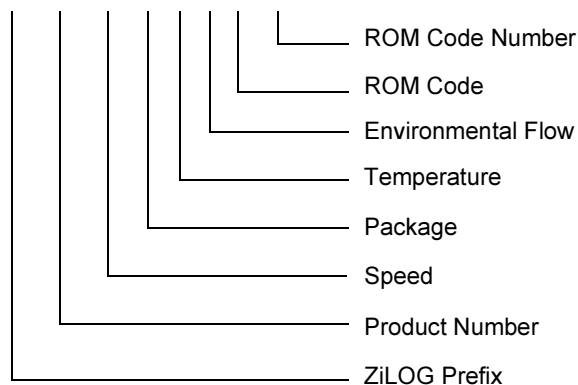 ROM Code Number
ROM Code
Environmental Flow
Temperature
Package
Speed
Product Number
ZiLOG Prefix